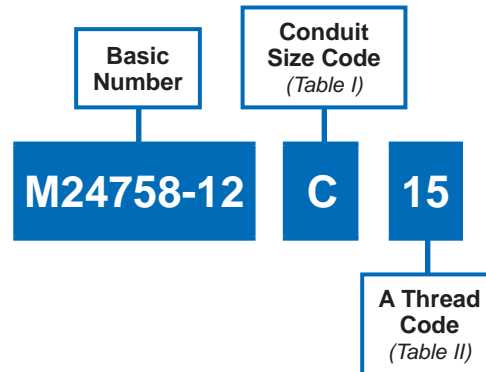 Basic
Number
Conduit
Size Code
(Table I)
M24758-12
C
15
A Thread
Code
(Table II)